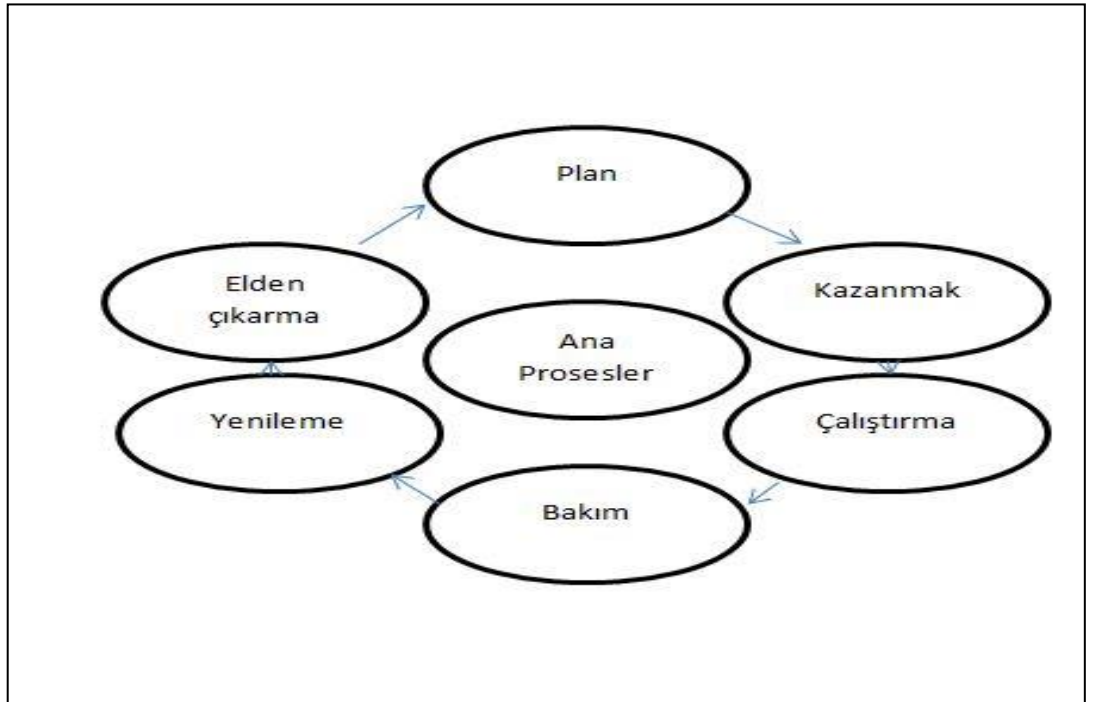 Plan
Elden
çıkarma
Kazanmak
Ana
Prosesler
Yenileme
Çalıştırma
Bakım